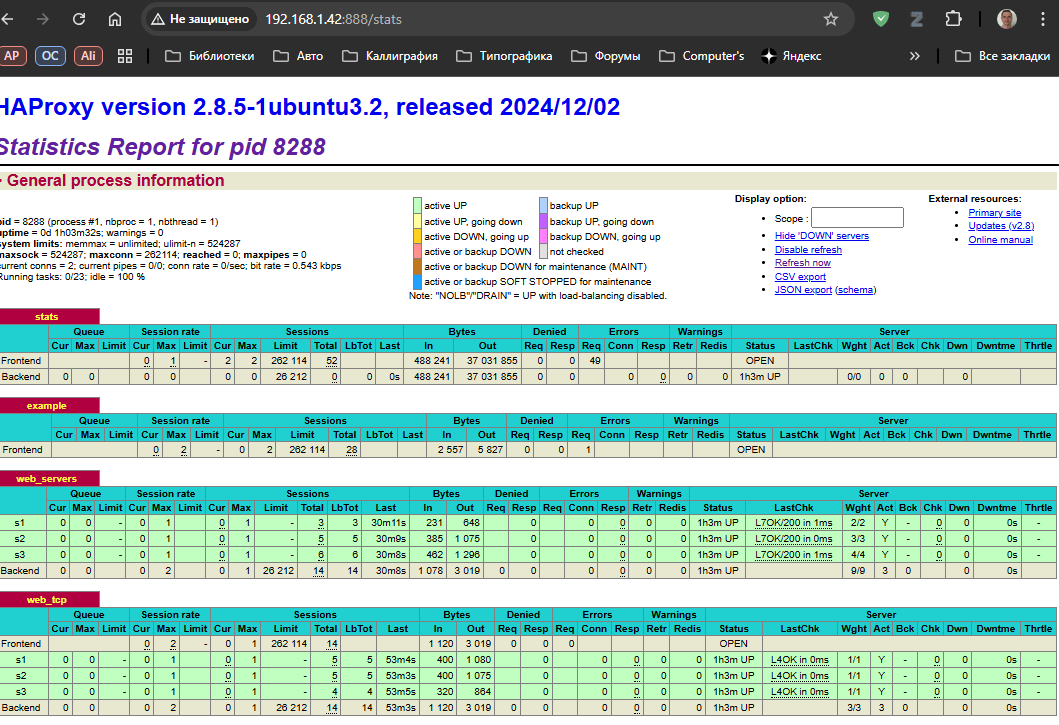 Не защищено 192.168.1.42:888/stats
AP ОС Ali Библиотеки Авто Каллиграфия Типографика Форумы Computer's Яндекс » Все закладки
HAProxy version 2.8.5-1ubuntu3.2, released 2024/12/02
Statistics Report for pid 8288
General process information
pid = 8288 (process #1, nbproc = 1, nbthread = 1)
uptime = 0d 1h03m32s; warnings = 0
system limits: memmax = unlimited; ulimit-n = 524287
maxsock = 524287; maxconn = 262114; reached = 0; maxpipes = 0
current conns = 2; current pipes = 0/0; conn rate = 0/sec; bit rate = 0.543 kbps
Running tasks: 0/23; idle = 100 %
active UP backup UP
active UP, going down backup UP, going down
active DOWN, going up backup DOWN, going up
active or backup DOWN not checked
active or backup DOWN for maintenance (MAINT)
active or backup SOFT STOPPED for maintenance
Note: "NOLB"/"DRAIN" = UP with load-balancing disabled.
Display option:
Scope :
Hide 'DOWN' servers
Disable refresh
Refresh now
CSV export
JSON export (schema)
External resources:
Primary site
Updates (v2.8)
Online manual
stats
Queue Session rate Sessions Bytes Denied Errors Warnings Server
Cur Max Limit Cur Max Limit Cur Max Limit Total LbTot Last In Out Req Resp Req Conn Resp Retr Redis Status LastChk Wght Act Bck Chk Dwn Dwntme Thrtle
Frontend 0 1 - 2 2 262 114 52 488 241 37 031 855 0 0 49 OPEN
Backend 0 0 0 0 0 0 26 212 0 0 0s 488 241 37 031 855 0 0 0 0 0 0 1h3m UP 0/0 0 0 0
example
Queue Session rate Sessions Bytes Denied Errors Warnings Server
Cur Max Limit Cur Max Limit Cur Max Limit Total LbTot Last In Out Req Resp Req Conn Resp Retr Redis Status LastChk Wght Act Bck Chk Dwn Dwntme Thrtle
Frontend 0 2 - 0 2 262 114 28 2 557 5 827 0 0 1 OPEN
web_servers
Queue Session rate Sessions Bytes Denied Errors Warnings Server
Cur Max Limit Cur Max Limit Cur Max Limit Total LbTot Last In Out Req Resp Req Conn Resp Retr Redis Status LastChk Wght Act Bck Chk Dwn Dwntme Thrtle
s1 0 0 - 0 1 0 1 - 3 3 30m11s 231 648 0 0 0 0 0 1h3m UP L7OK/200 in 1ms 2/2 Y - 0 0 0s -
s2 0 0 - 0 1 0 1 - 5 5 30m9s 385 1 075 0 0 0 0 0 1h3m UP L7OK/200 in 0ms 3/3 Y - 0 0 0s -
s3 0 0 - 0 1 0 1 - 6 6 30m8s 462 1 296 0 0 0 0 0 1h3m UP L7OK/200 in 1ms 4/4 Y - 0 0 0s -
Backend 0 0 0 2 0 1 26 212 14 14 30m8s 1 078 3 019 0 0 0 0 0 0 1h3m UP 9/9 3 0 0 0s
web_tcp
Queue Session rate Sessions Bytes Denied Errors Warnings Server
Cur Max Limit Cur Max Limit Cur Max Limit Total LbTot Last In Out Req Resp Req Conn Resp Retr Redis Status LastChk Wght Act Bck Chk Dwn Dwntme Thrtle
Frontend 0 2 - 0 1 262 114 14 1 120 3 019 0 0 0 OPEN
s1 0 0 - 0 1 0 1 - 5 5 53m4s 400 1 080 0 0 0 0 0 1h3m UP L4OK in 0ms 1/1 Y - 0 0 0s -
s2 0 0 - 0 1 0 1 - 5 5 53m3s 400 1 075 0 0 0 0 0 1h3m UP L4OK in 0ms 1/1 Y - 0 0 0s -
s3 0 0 - 0 1 0 1 - 4 4 53m5s 320 864 0 0 0 0 0 1h3m UP L4OK in 0ms 1/1 Y - 0 0 0s -
Backend 0 0 0 2 0 1 26 212 14 14 53m3s 1 120 3 019 0 0 0 0 0 0 1h3m UP 3/3 3 0 0 0s